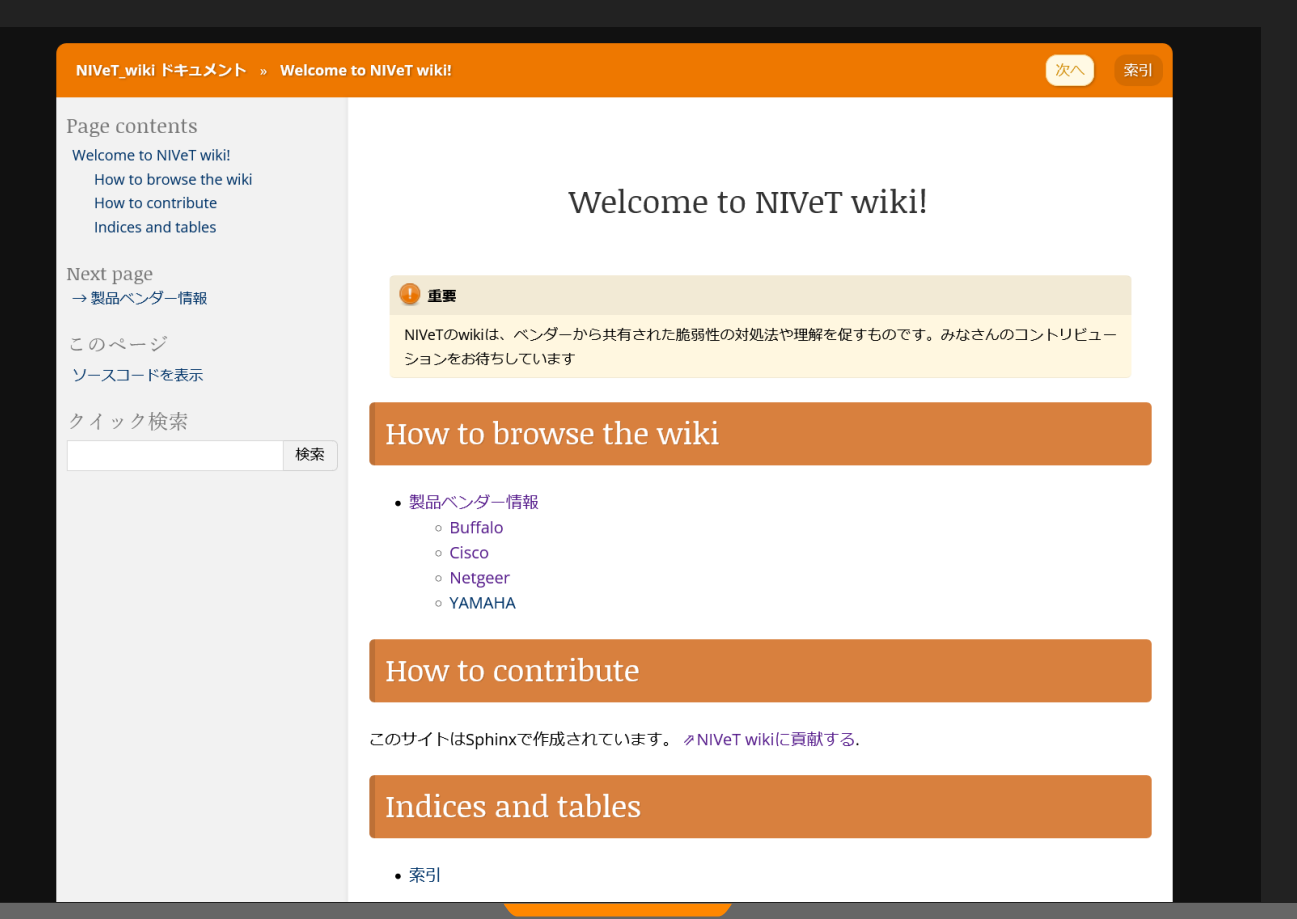 NIVeT_wiki ドキュメント » Welcome to NIVeT wiki!
次へ
索引
Page contents
Welcome to NIVeT wiki!
How to browse the wiki
How to contribute
Indices and tables
Next page
→ 製品ベンダー情報
このページ
ソースコードを表示
クイック検索
検索
Welcome to NIVeT wiki!
重要
NIVeTのwikiは、ベンダーから共有された脆弱性の対処法や理解を促すものです。みなさんのコントリビュー
ションをお待ちしています
How to browse the wiki
• 製品ベンダー情報
◦ Buffalo
◦ Cisco
◦ Netgeer
◦ YAMAHA
How to contribute
このサイトはSphinxで作成されています。 ⇗NIVeT wikiに貢献する.
Indices and tables
• 索引